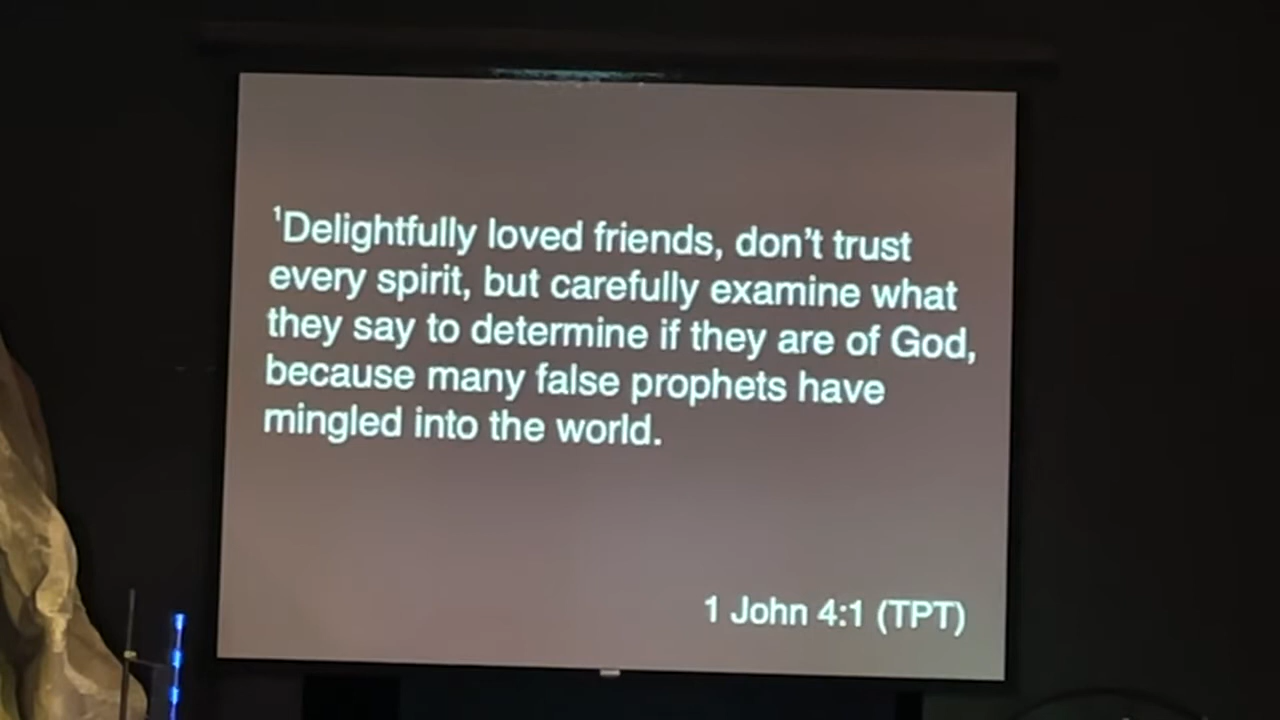 ¹Delightfully loved friends, don't trust
every spirit, but carefully examine what
they say to determine if they are of God,
because many false prophets have
mingled into the world.
1 John 4:1 (TPT)